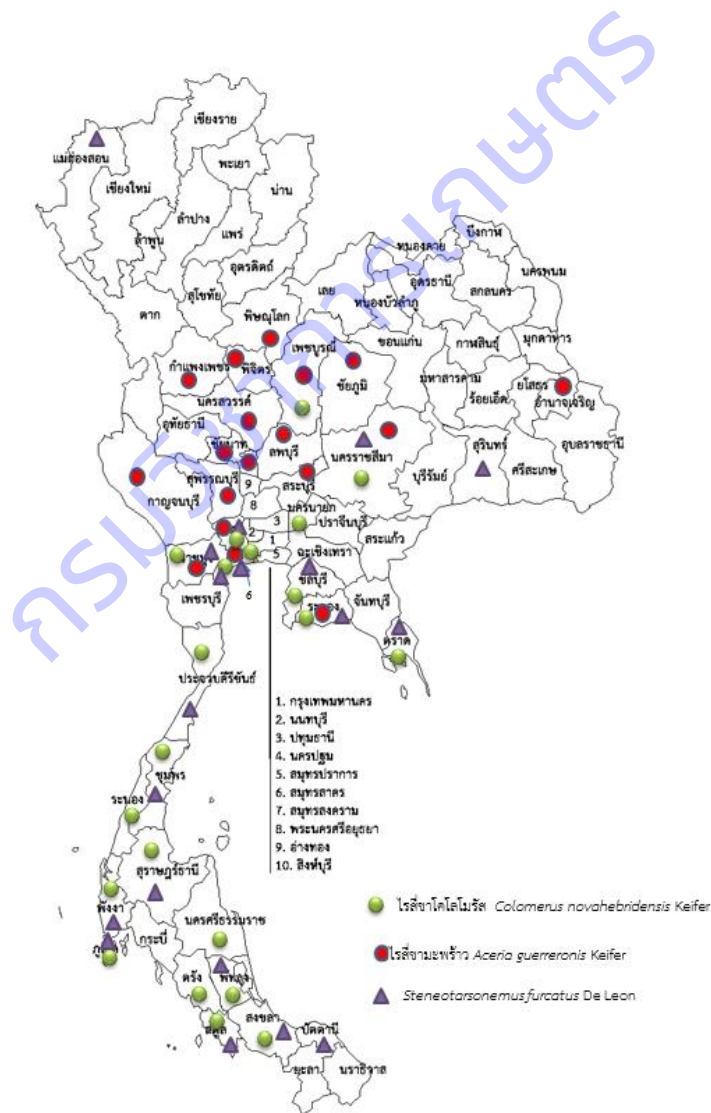 เชียงราย
แม่ฮ่องสอน
พะเยา
เชียงใหม่
น่าน
ลำปาง
แพร่
ลำพูน
อุตรดิตถ์
สุโขทัย
ตาก
พิษณุโลก
เลย
หนองคาย
บึงกาฬ
อุดรธานี
นครพนม
สกลนคร
หนองบัวลำภู
ขอนแก่น
กาฬสินธุ์
มุกดาหาร
เพชรบูรณ์
กำแพงเพชร
พิจิตร
ชัยภูมิ
มหาสารคาม
ร้อยเอ็ด
ยโสธร
อำนาจเจริญ
นครสวรรค์
อุทัยธานี
ชัยนาท
ลพบุรี
นครราชสีมา
บุรีรัมย์
สุรินทร์
ศรีสะเกษ
อุบลราชธานี
สุพรรณบุรี
กาญจนบุรี
สระบุรี
9
8
นครนายก
ปราจีนบุรี
3
2
1
5
สระแก้ว
ฉะเชิงเทรา
6
เพชรบุรี
ชลบุรี
จันทบุรี
ตราด
ประจวบคีรีขันธ์
1. กรุงเทพมหานคร
2. นนทบุรี
3. ปทุมธานี
4. นครปฐม
5. สมุทรปราการ
6. สมุทรสาคร
7. สมุทรสงคราม
8. พระนครศรีอยุธยา
9. อ่างทอง
10. สิงห์บุรี
ชุมพร
ระนอง
สุราษฎร์ธานี
พังงา
กระบี่
นครศรีธรรมราช
ตรัง
พัทลุง
สงขลา
สตูล
ปัตตานี
ยะลา
นราธิวาส
ไรสี่ขาโคโลโมรัส Colomerus novahebridensis Keifer
ไรสี่ขามะพร้าว Aceria guerreronis Keifer
Steneotarsonemus furcatus De Leon
กรมวิชาการเกษตร